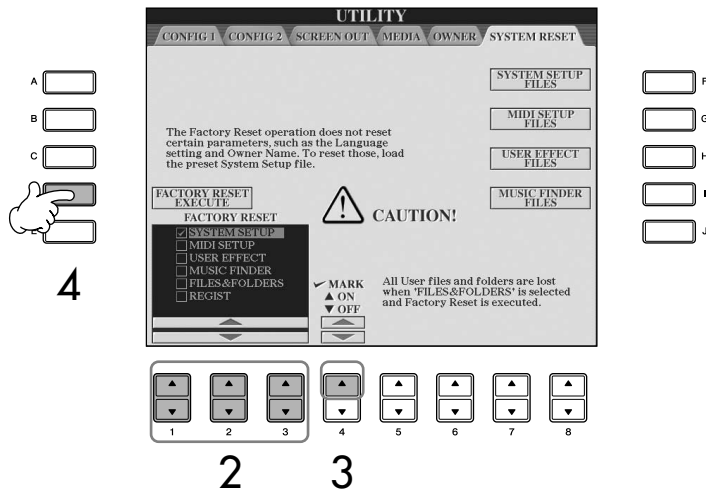 UTILITY
CONFIG 1 CONFIG 2 SCREEN OUT MEDIA OWNER SYSTEM RESET
SYSTEM SETUP
FILES
MIDI SETUP
FILES
USER EFFECT
FILES
MUSIC FINDER
FILES
A
B
C
F
G
H
I
J
The Factory Reset operation does not reset
certain parameters, such as the Language
setting and Owner Name. To reset those, load
the preset System Setup file.
FACTORY RESET
EXECUTE
CAUTION!
FACTORY RESET
SYSTEM SETUP
MIDI SETUP
USER EFFECT
MUSIC FINDER
FILES&FOLDERS
REGIST
MARK
▲ ON
▼ OFF
All User files and folders are lost
when 'FILES&FOLDERS' is selected
and Factory Reset is executed.
4
1 2 3 4 5 6 7 8
2 3